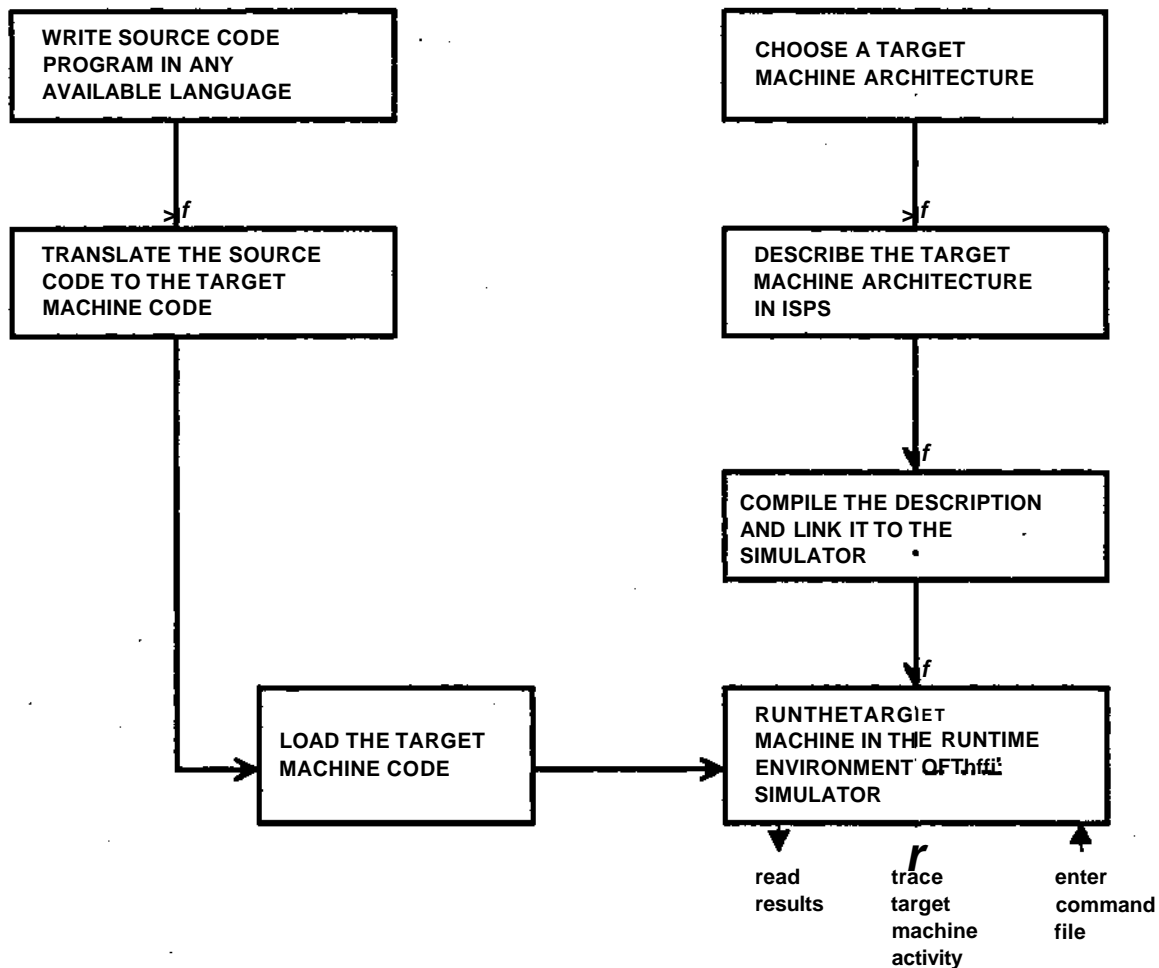 WRITE SOURCE CODE
PROGRAM IN ANY
AVAILABLE LANGUAGE
CHOOSE A TARGET
MACHINE ARCHITECTURE
f
f
TRANSLATE THE SOURCE
CODE TO THE TARGET
MACHINE CODE
DESCRIBE THE TARGET
MACHINE ARCHITECTURE
IN ISPS
f
COMPILE THE DESCRIPTION
AND LINK IT TO THE
SIMULATOR
f
LOAD THE TARGET
MACHINE CODE
RUNTHETARGIET
MACHINE IN THE RUNTIME
ENVIRONMENT
SIMULATOR
r
read
results
trace
target
machine
activity
enter
command
file